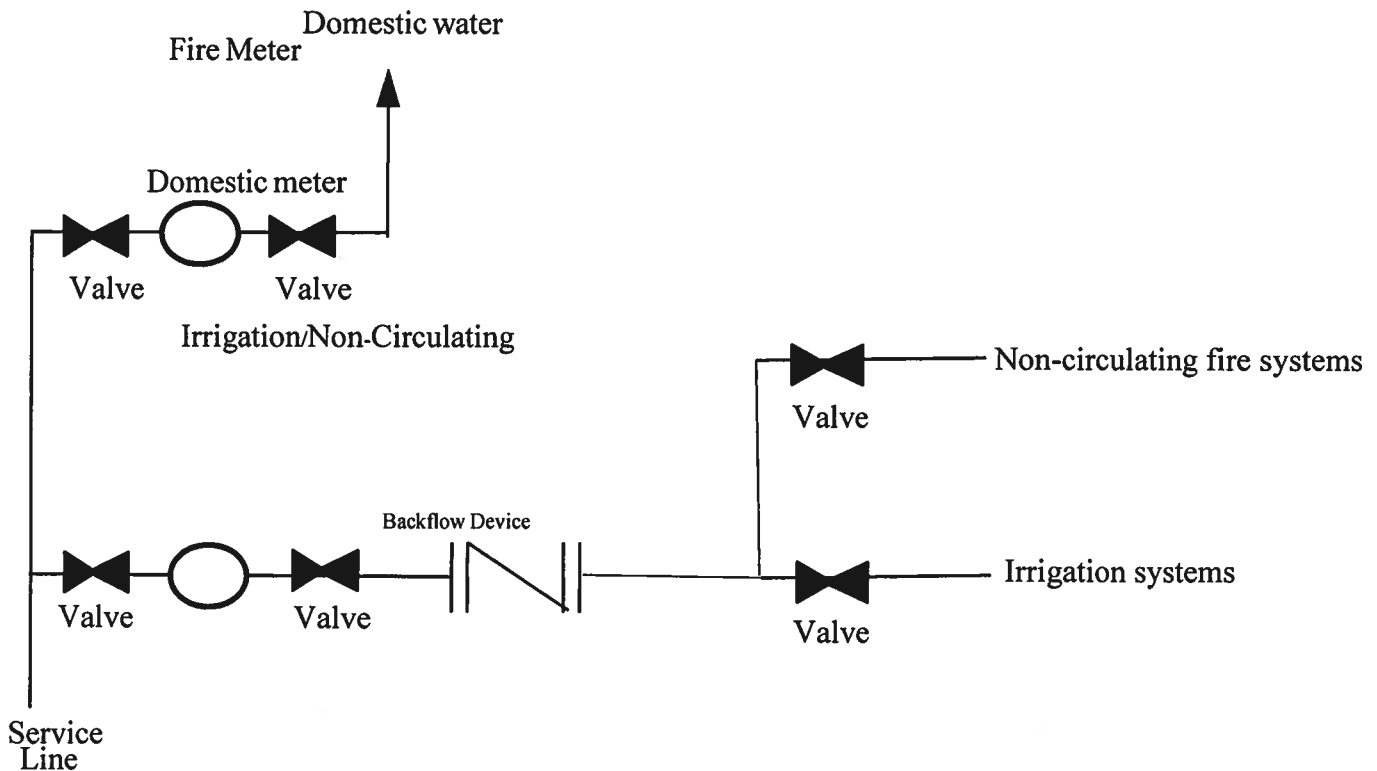 Domestic water
Fire Meter
Domestic meter
Valve
Valve
Irrigation/Non-Circulating
Non-circulating fire systems
Valve
Backflow Device
Irrigation systems
Valve
Valve
Valve
Service
Line